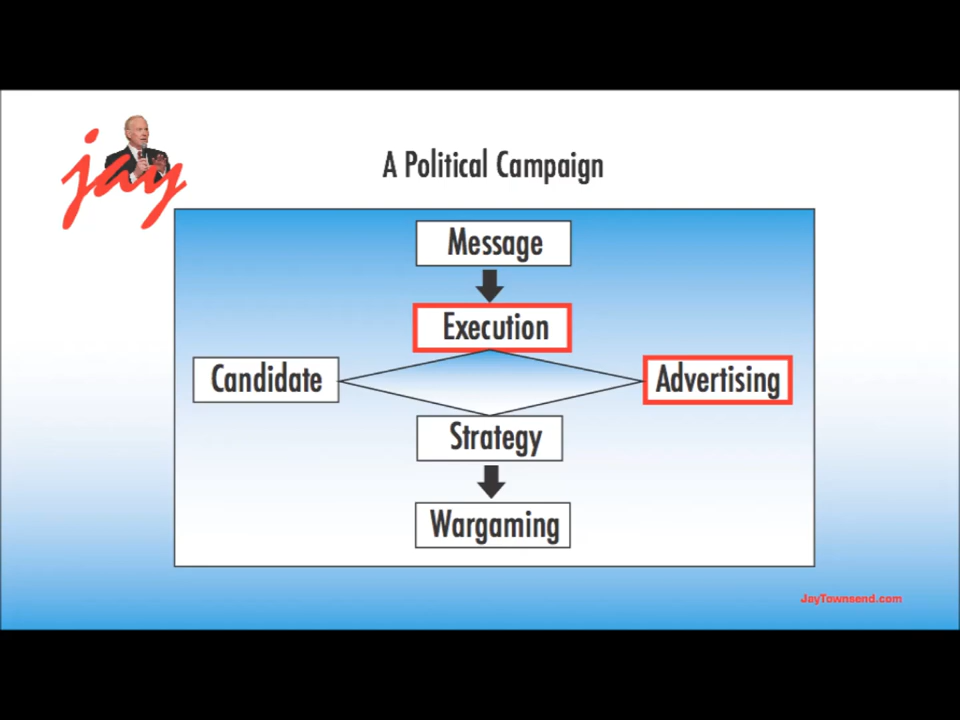 jay
A Political Campaign
Message
Execution
Candidate
Advertising
Strategy
Wargaming
JayTownsend.com